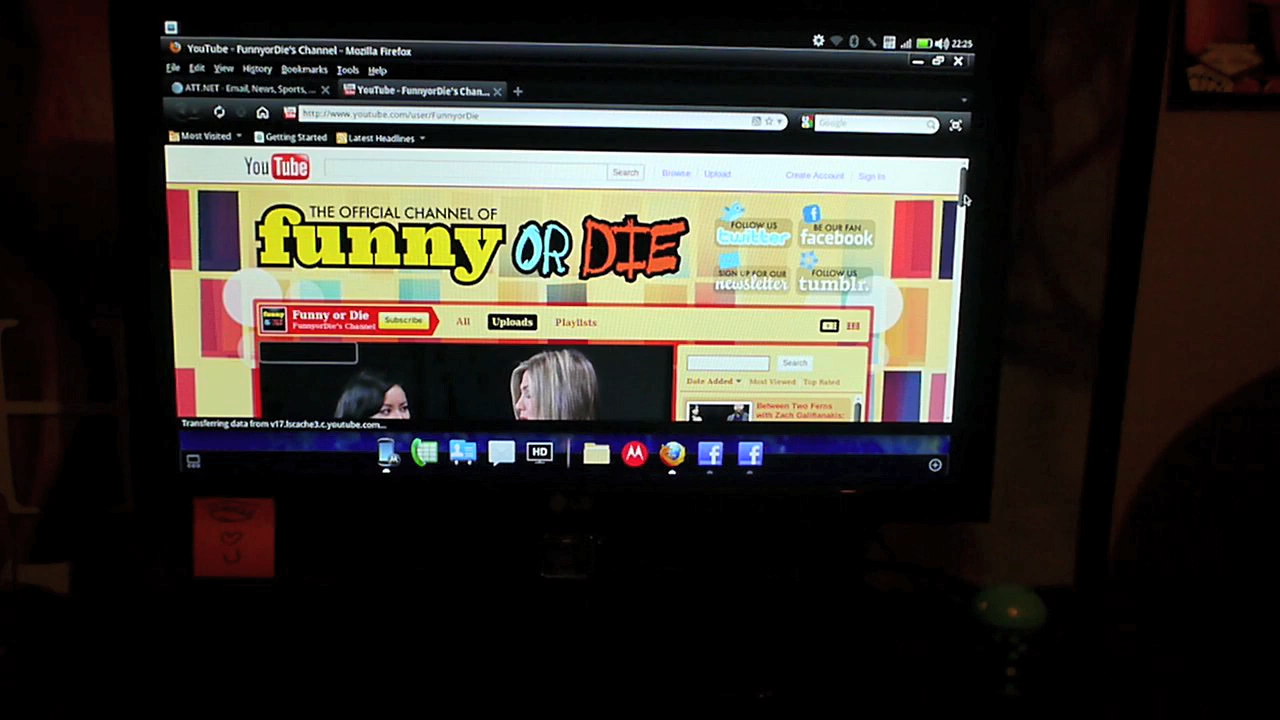 22:25
YouTube - FunnyorDie's Channel - Mozilla Firefox
File Edit View History Bookmarks Tools Help
ATT.NET - Email, News, Sports, ... YouTube - FunnyorDie's Chan...
http://www.youtube.com/user/FunnyorDie Google
Most Visited Getting Started Latest Headlines
YouTube Search Browse Upload Create Account Sign In
THE OFFICIAL CHANNEL OF
funny OR DIE
FOLLOW US
twitter
BE OUR FAN
facebook
SIGN UP FOR OUR
newsletter
FOLLOW US
tumblr.
Funny or Die
FunnyorDie's Channel
Subscribe All Uploads Playlists
Search
Date Added Most Viewed Top Rated
Between Two Ferns
with Zach Galifianakis:
Transferring data from v17.lscache3.c.youtube.com...
HD
LG